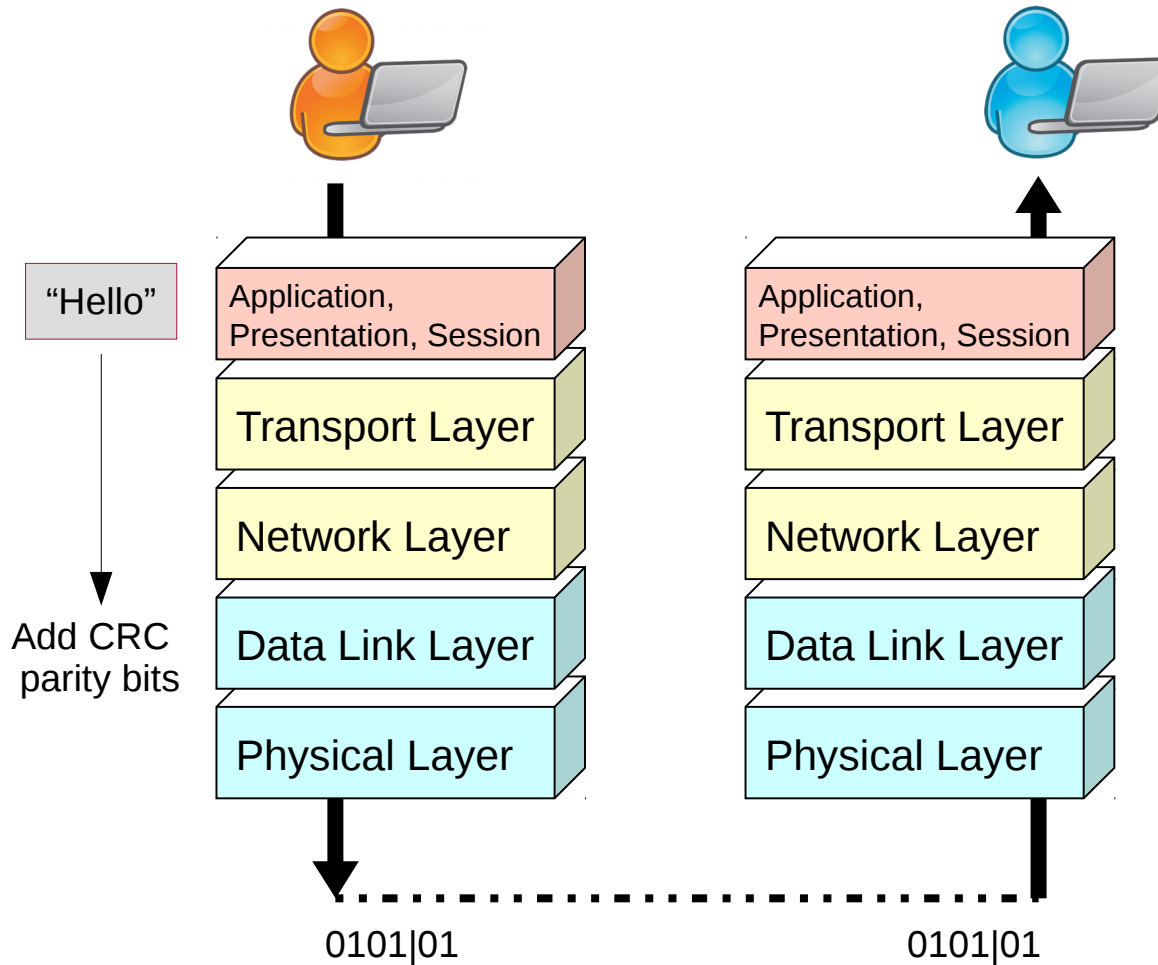 “Hello”
Add CRC
parity bits
Application,
Presentation, Session
Transport Layer
Network Layer
Data Link Layer
Physical Layer
0101|01
Application,
Presentation, Session
Transport Layer
Network Layer
Data Link Layer
Physical Layer
0101|01